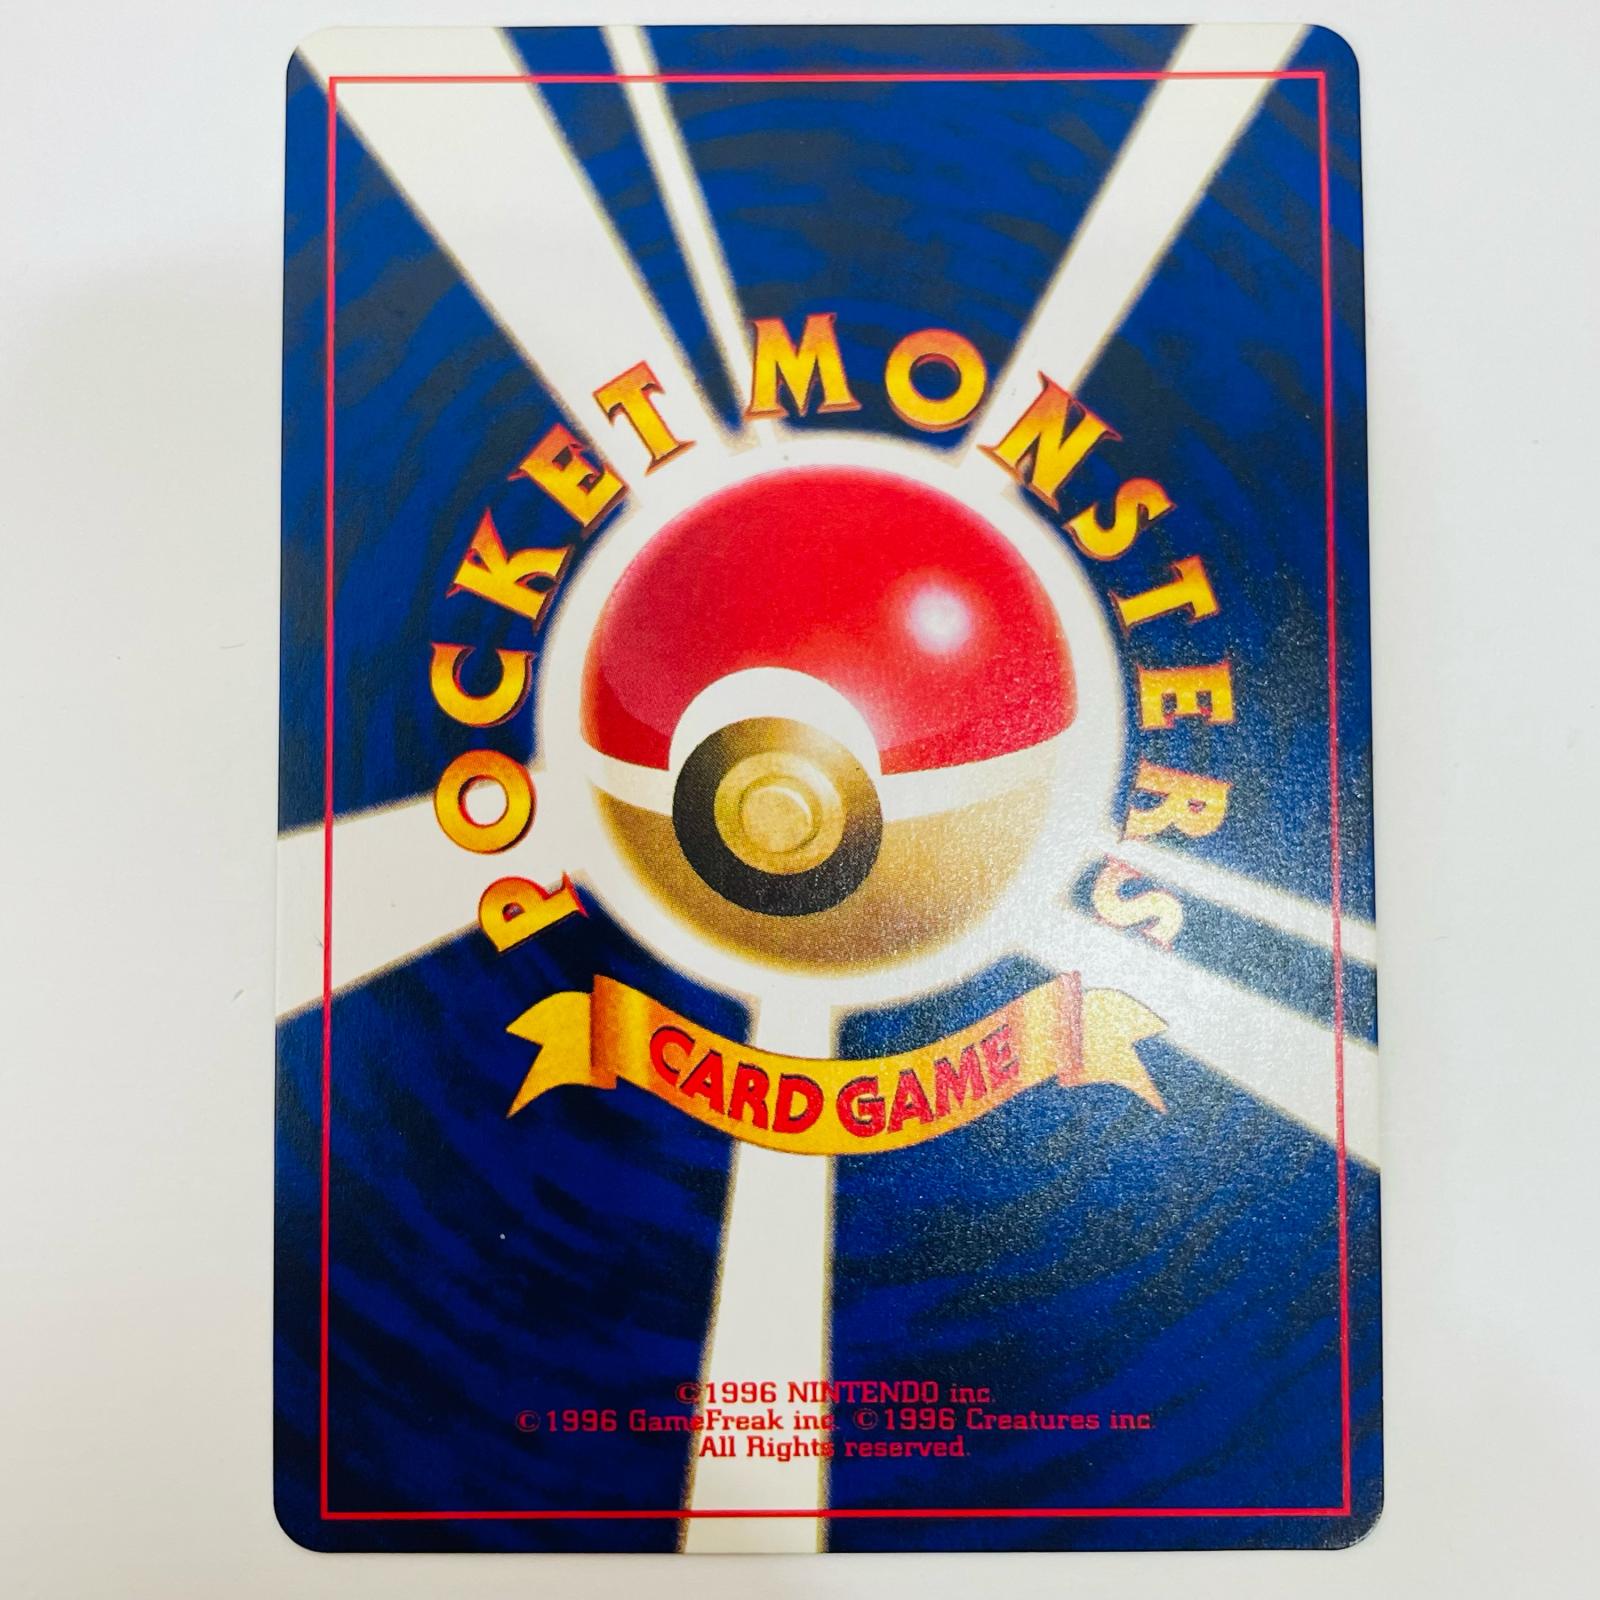 POCKET MONSTERS
CARD GAME
©1996 NINTENDO inc.
©1996 GameFreak inc. ©1996 Creatures inc.
All Rights reserved.